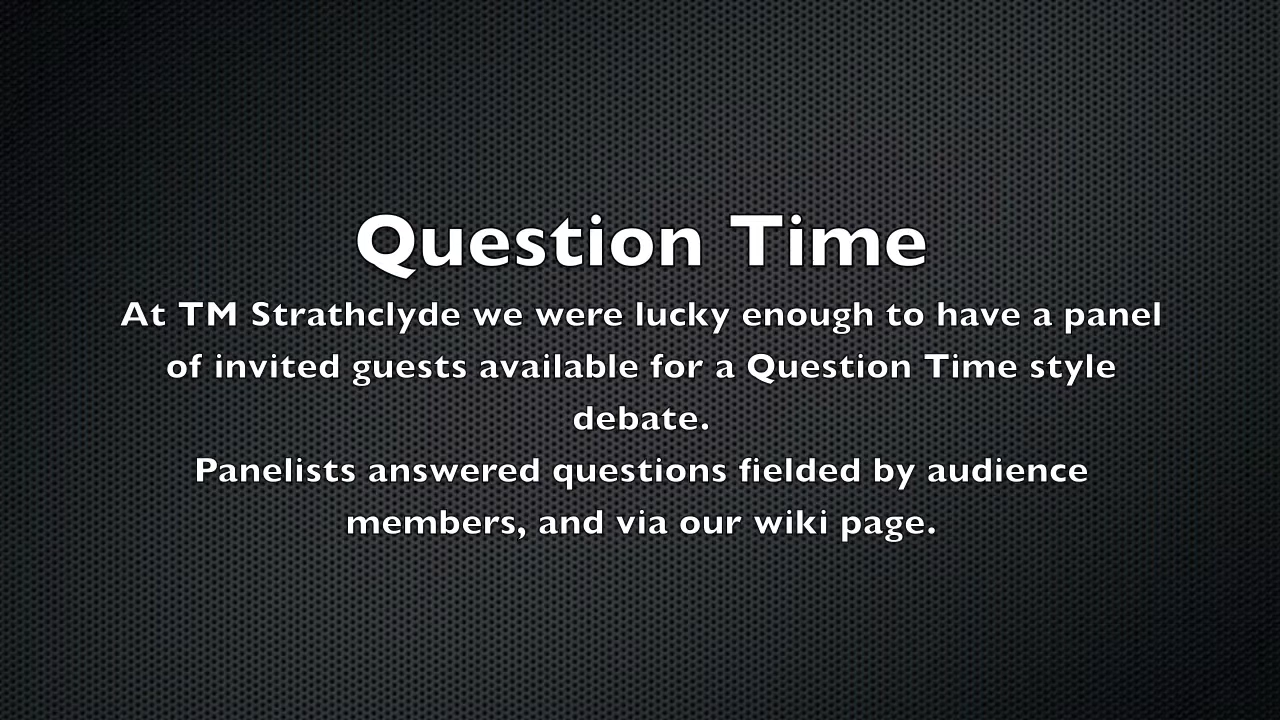 Question Time
At TM Strathclyde we were lucky enough to have a panel
of invited guests available for a Question Time style
debate.
Panelists answered questions fielded by audience
members, and via our wiki page.